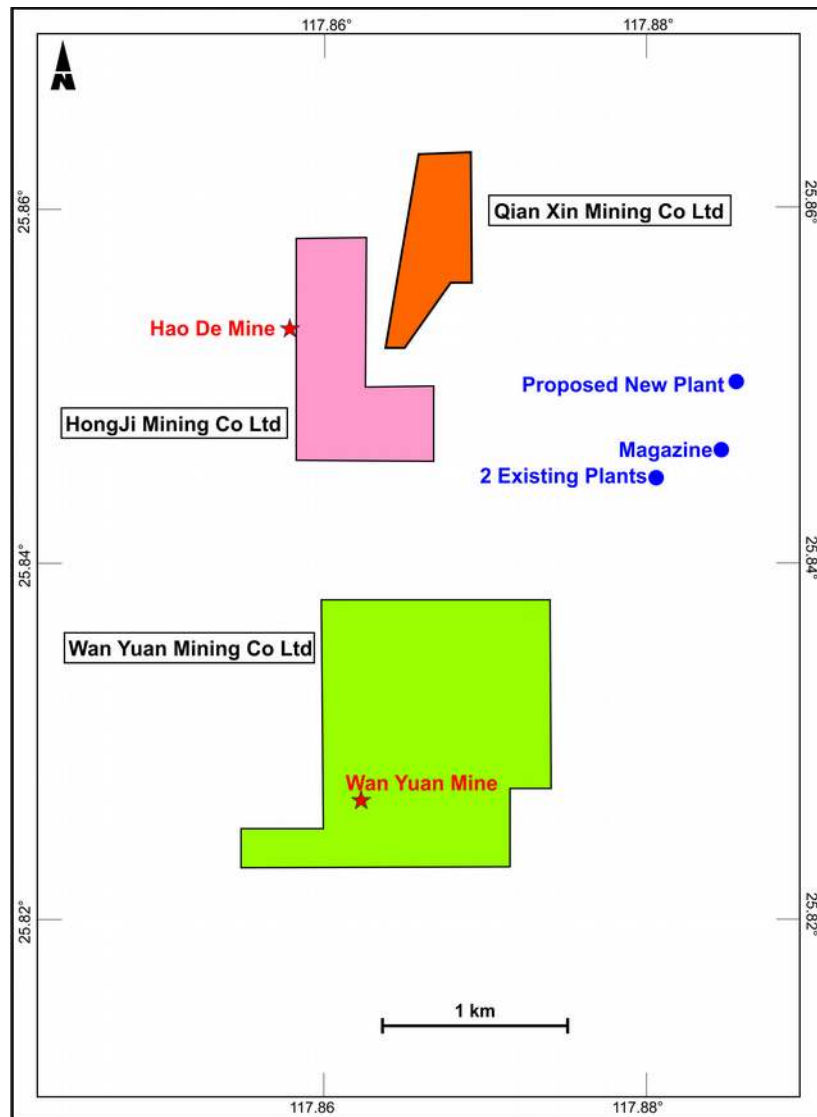 117.86°
117.88°
N
25.86°
25.86°
Qian Xin Mining Co Ltd
Hao De Mine
Proposed New Plant
HongJi Mining Co Ltd
Magazine
2 Existing Plants
25.84°
25.84°
Wan Yuan Mining Co Ltd
Wan Yuan Mine
25.82°
25.82°
1 km
117.86°
117.88°